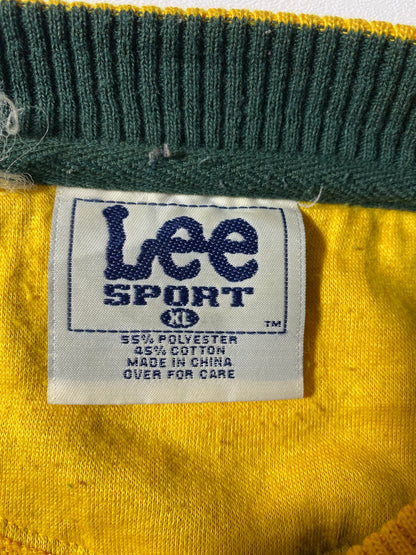 Lee
SPORT
XL
TM
55% POLYESTER
45% COTTON
MADE IN CHINA
OVER FOR CARE